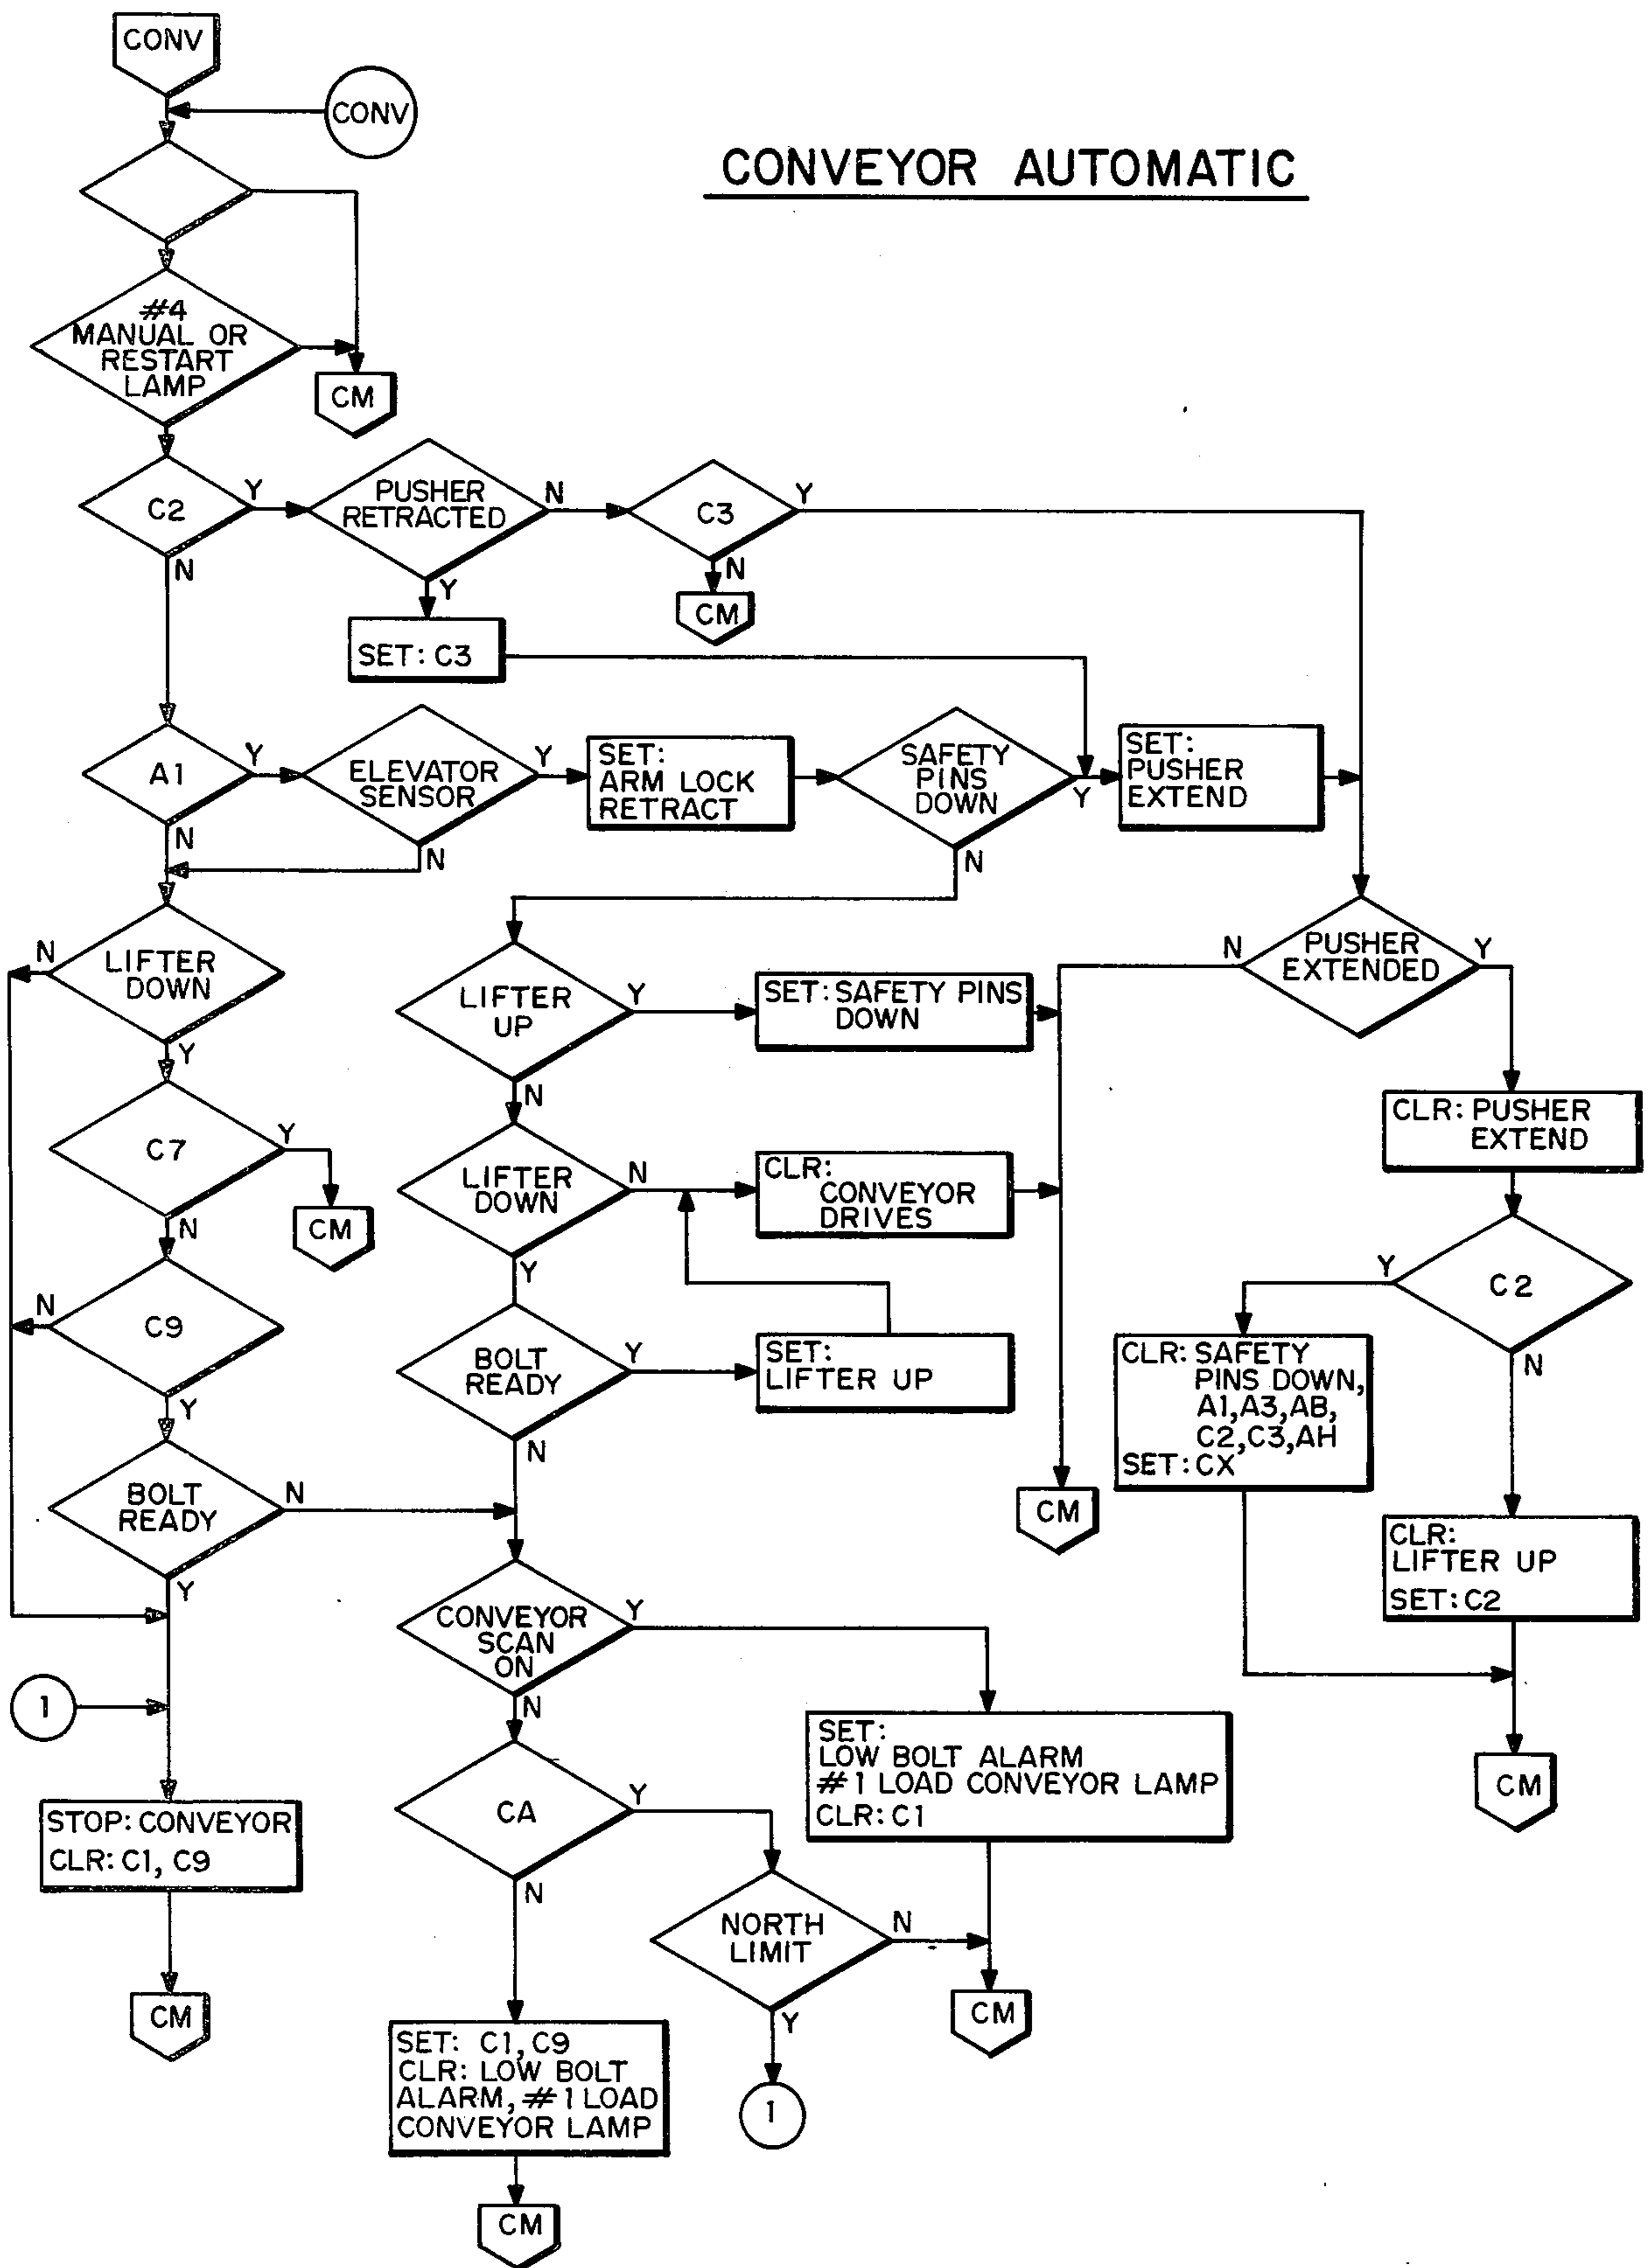 CONV
CONV
CONVEYOR AUTOMATIC
#4
MANUAL OR
RESTART
LAMP
CM
C2
Y
N
PUSHER
RETRACTED
N
Y
C3
Y
N
CM
SET: C3
A1
Y
N
ELEVATOR
SENSOR
Y
N
SET:
ARM LOCK
RETRACT
SAFETY
PINS
DOWN
Y
N
SET:
PUSHER
EXTEND
LIFTER
DOWN
N
Y
LIFTER
UP
Y
N
SET: SAFETY PINS
DOWN
PUSHER
EXTENDED
N
Y
C7
Y
N
CM
LIFTER
DOWN
N
Y
CLR:
CONVEYOR
DRIVES
CLR: PUSHER
EXTEND
C2
Y
N
C9
N
Y
BOLT
READY
Y
N
SET:
LIFTER UP
CLR: SAFETY
PINS DOWN,
A1,A3,AB,
C2,C3,AH
SET: CX
BOLT
READY
N
Y
CM
CLR:
LIFTER UP
SET: C2
CM
CONVEYOR
SCAN
ON
Y
N
1
SET:
LOW BOLT ALARM
#1 LOAD CONVEYOR LAMP
CLR: C1
STOP: CONVEYOR
CLR: C1, C9
CM
CA
Y
N
NORTH
LIMIT
N
Y
CM
1
SET: C1, C9
CLR: LOW BOLT
ALARM, #1 LOAD
CONVEYOR LAMP
CM